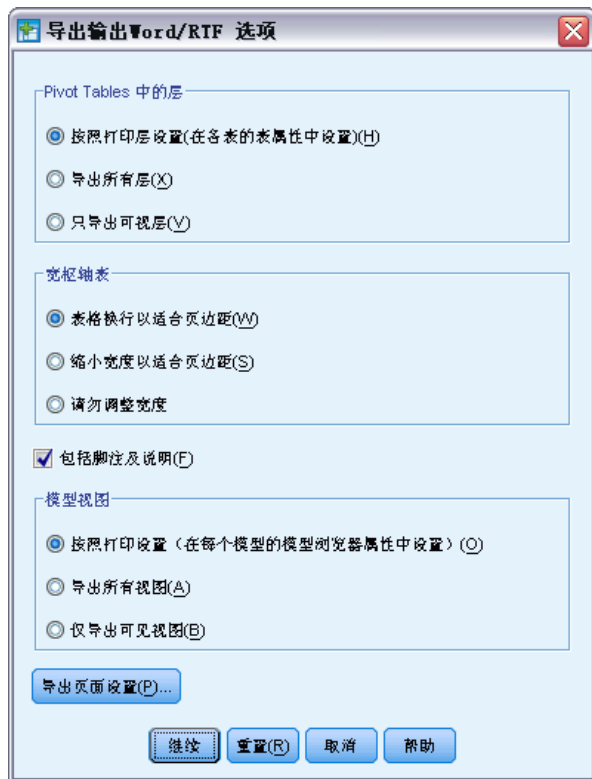 导出输出Word/RTF 选项
Pivot Tables 中的层
按照打印层设置(在各表的表属性中设置)(H)
导出所有层(X)
只导出可视层(V)
宽枢轴表
表格换行以适合页边距(W)
缩小宽度以适合页边距(S)
请勿调整宽度
包括脚注及说明(F)
模型视图
按照打印设置（在每个模型的模型浏览器属性中设置）(O)
导出所有视图(A)
仅导出可见视图(B)
导出页面设置(P)...
继续 重置(R) 取消 帮助